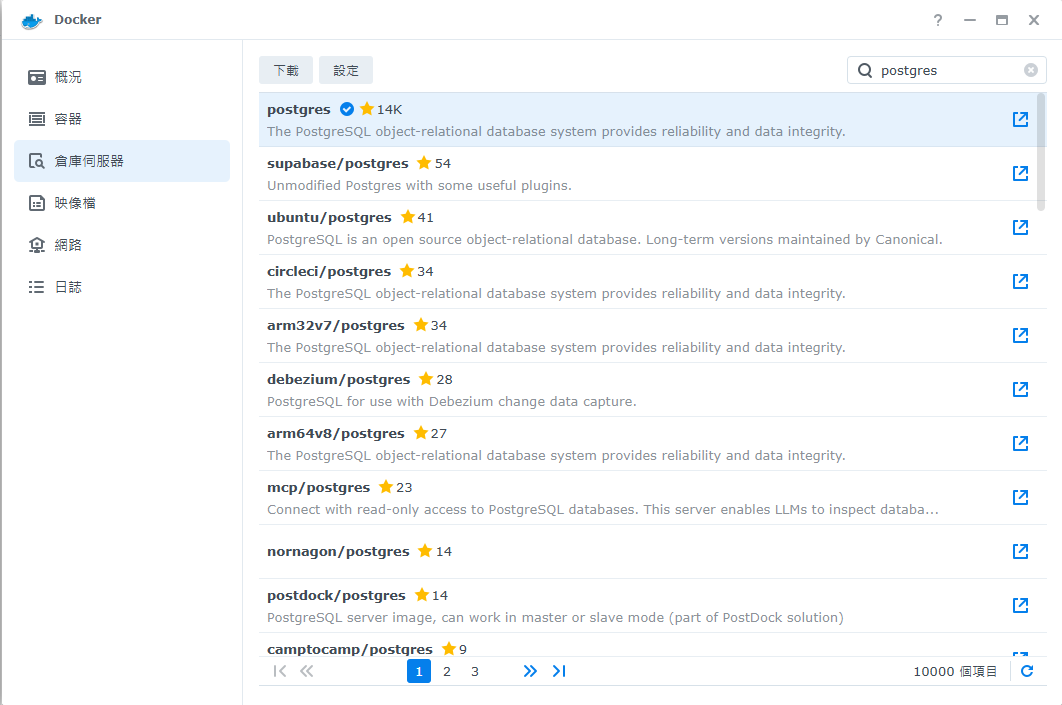 Docker
?
概況
容器
倉庫伺服器
映像檔
網路
日誌
下載 設定 postgres
postgres 14K
The PostgreSQL object-relational database system provides reliability and data integrity.
supabase/postgres 54
Unmodified Postgres with some useful plugins.
ubuntu/postgres 41
PostgreSQL is an open source object-relational database. Long-term versions maintained by Canonical.
circleci/postgres 34
The PostgreSQL object-relational database system provides reliability and data integrity.
arm32v7/postgres 34
The PostgreSQL object-relational database system provides reliability and data integrity.
debezium/postgres 28
PostgreSQL for use with Debezium change data capture.
arm64v8/postgres 27
The PostgreSQL object-relational database system provides reliability and data integrity.
mcp/postgres 23
Connect with read-only access to PostgreSQL databases. This server enables LLMs to inspect databa...
nornagon/postgres 14
postdock/postgres 14
PostgreSQL server image, can work in master or slave mode (part of PostDock solution)
camptocamp/postgres 9
1 2 3 10000 個項目